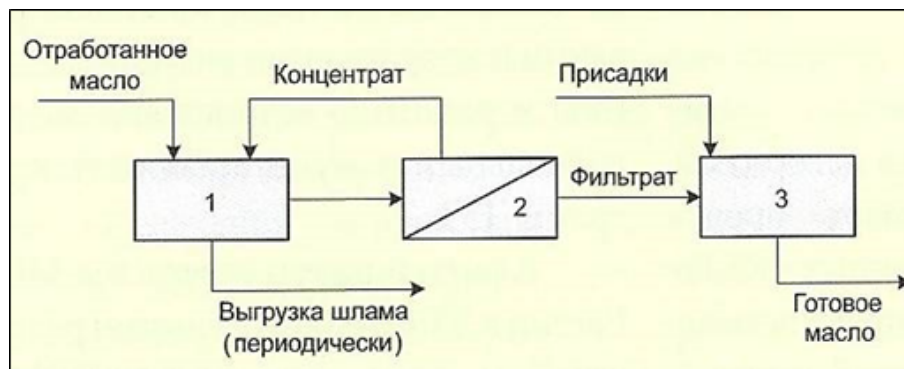 Отработанное
масло
Концентрат
Присадки
1
2
Фильтрат
3
Выгрузка шлама
(периодически)
Готовое
масло